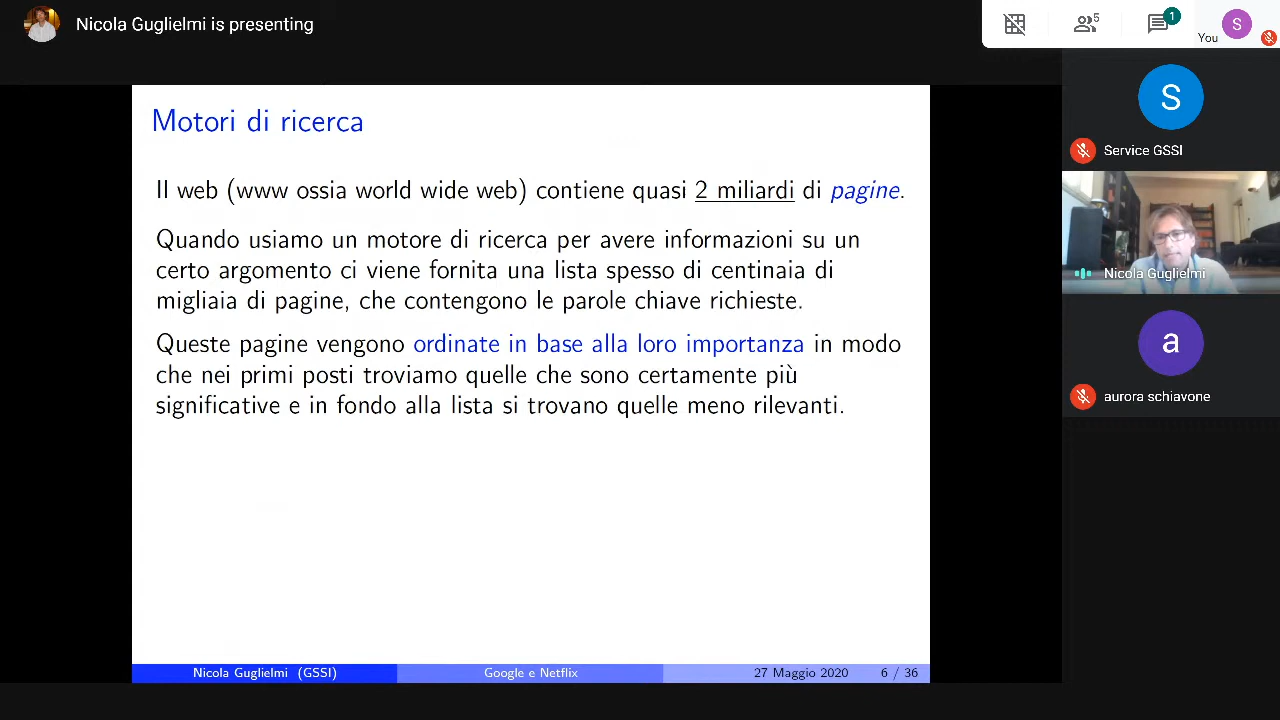 Nicola Guglielmi is presenting
5
1
You
S
Motori di ricerca
Il web (www ossia world wide web) contiene quasi 2 miliardi di pagine.
Quando usiamo un motore di ricerca per avere informazioni su un
certo argomento ci viene fornita una lista spesso di centinaia di
migliaia di pagine, che contengono le parole chiave richieste.
Queste pagine vengono ordinate in base alla loro importanza in modo
che nei primi posti troviamo quelle che sono certamente più
significative e in fondo alla lista si trovano quelle meno rilevanti.
Nicola Guglielmi (GSSI)
Google e Netflix
27 Maggio 2020
6 / 36
S
Service GSSI
Nicola Guglielmi
a
aurora schiavone